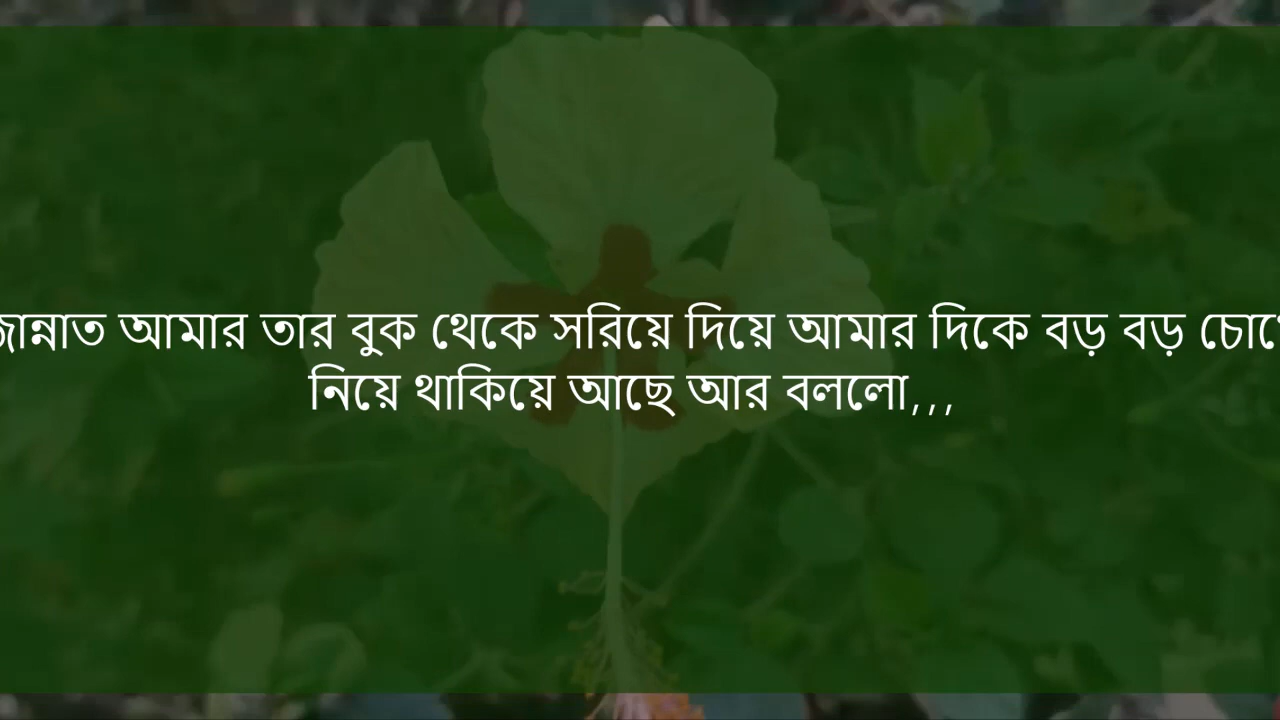 জান্নাত আমার তার বুক থেকে সরিয়ে দিয়ে আমার দিকে বড় বড় চোখে
নিয়ে থাকিয়ে আছে আর বললো,,,